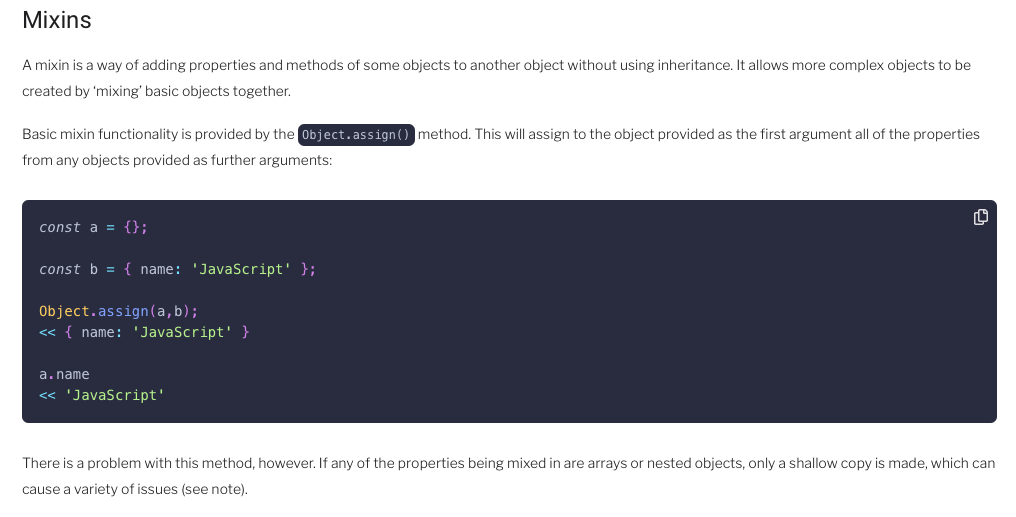 Mixins
A mixin is a way of adding properties and methods of some objects to another object without using inheritance. It allows more complex objects to be
created by ‘mixing’ basic objects together.
Basic mixin functionality is provided by the Object.assign() method. This will assign to the object provided as the first argument all of the properties
from any objects provided as further arguments:
const a = {};
const b = { name: 'JavaScript' };
Object.assign(a,b);
<< { name: 'JavaScript' }
a.name
<< 'JavaScript'
There is a problem with this method, however. If any of the properties being mixed in are arrays or nested objects, only a shallow copy is made, which can
cause a variety of issues (see note).